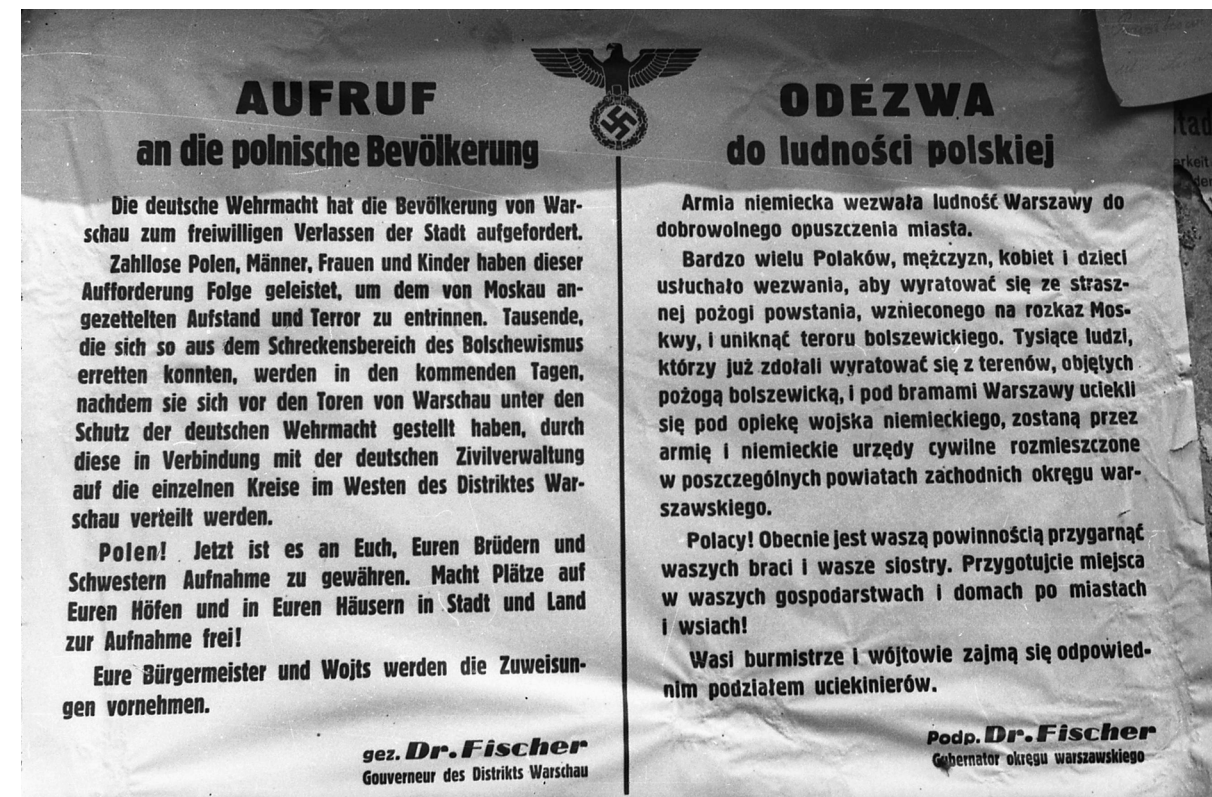 AUFRUF
an die polnische Bevölkerung
Die deutsche Wehrmacht hat die Bevölkerung von War-
schau zum freiwilligen Verlassen der Stadt aufgefordert.
Zahllose Polen, Männer, Frauen und Kinder haben dieser
Aufforderung Folge geleistet, um dem von Moskau an-
gezettelten Aufstand und Terror zu entrinnen. Tausende,
die sich so aus dem Schreckensbereich des Bolschewismus
erretten konnten, werden in den kommenden Tagen,
nachdem sie sich vor den Toren von Warschau unter den
Schutz der deutschen Wehrmacht gestellt haben, durch
diese in Verbindung mit der deutschen Zivilverwaltung
auf die einzelnen Kreise im Westen des Distriktes War-
schau verteilt werden.
Polen! Jetzt ist es an Euch, Euren Brüdern und
Schwestern Aufnahme zu gewähren. Macht Plätze auf
Euren Höfen und in Euren Häusern in Stadt und Land
zur Aufnahme frei!
Eure Bürgermeister und Wojts werden die Zuweisun-
gen vornehmen.
gez. Dr. Fischer
Gouverneur des Distrikts Warschau
ODEZWA
do ludności polskiej
Armia niemiecka wezwała ludność Warszawy do
dobrowolnego opuszczenia miasta.
Bardzo wielu Polaków, mężczyzn, kobiet i dzieci
usłuchało wezwania, aby wyratować się ze strasz-
nej pożogi powstania, wznieconego na rozkaz Mos-
kwy, i uniknąć teroru bolszewickiego. Tysiące ludzi,
którzy już zdołali wyratować się z terenów, objętych
pożogą bolszewicką, i pod bramami Warszawy uciekli
się pod opiekę wojska niemieckiego, zostaną przez
armię i niemieckie urzędy cywilne rozmieszczone
w poszczególnych powiatach zachodnich okręgu war-
szawskiego.
Polacy! Obecnie jest waszą powinnością przygarnąć
waszych braci i wasze siostry. Przygotujcie miejsca
w waszych gospodarstwach i domach po miastach
i wsiach!
Wasi burmistrze i wójtowie zajmą się odpowied-
nim podziałem uciekinierów.
Podp. Dr. Fischer
Gubernator okręgu warszawskiego